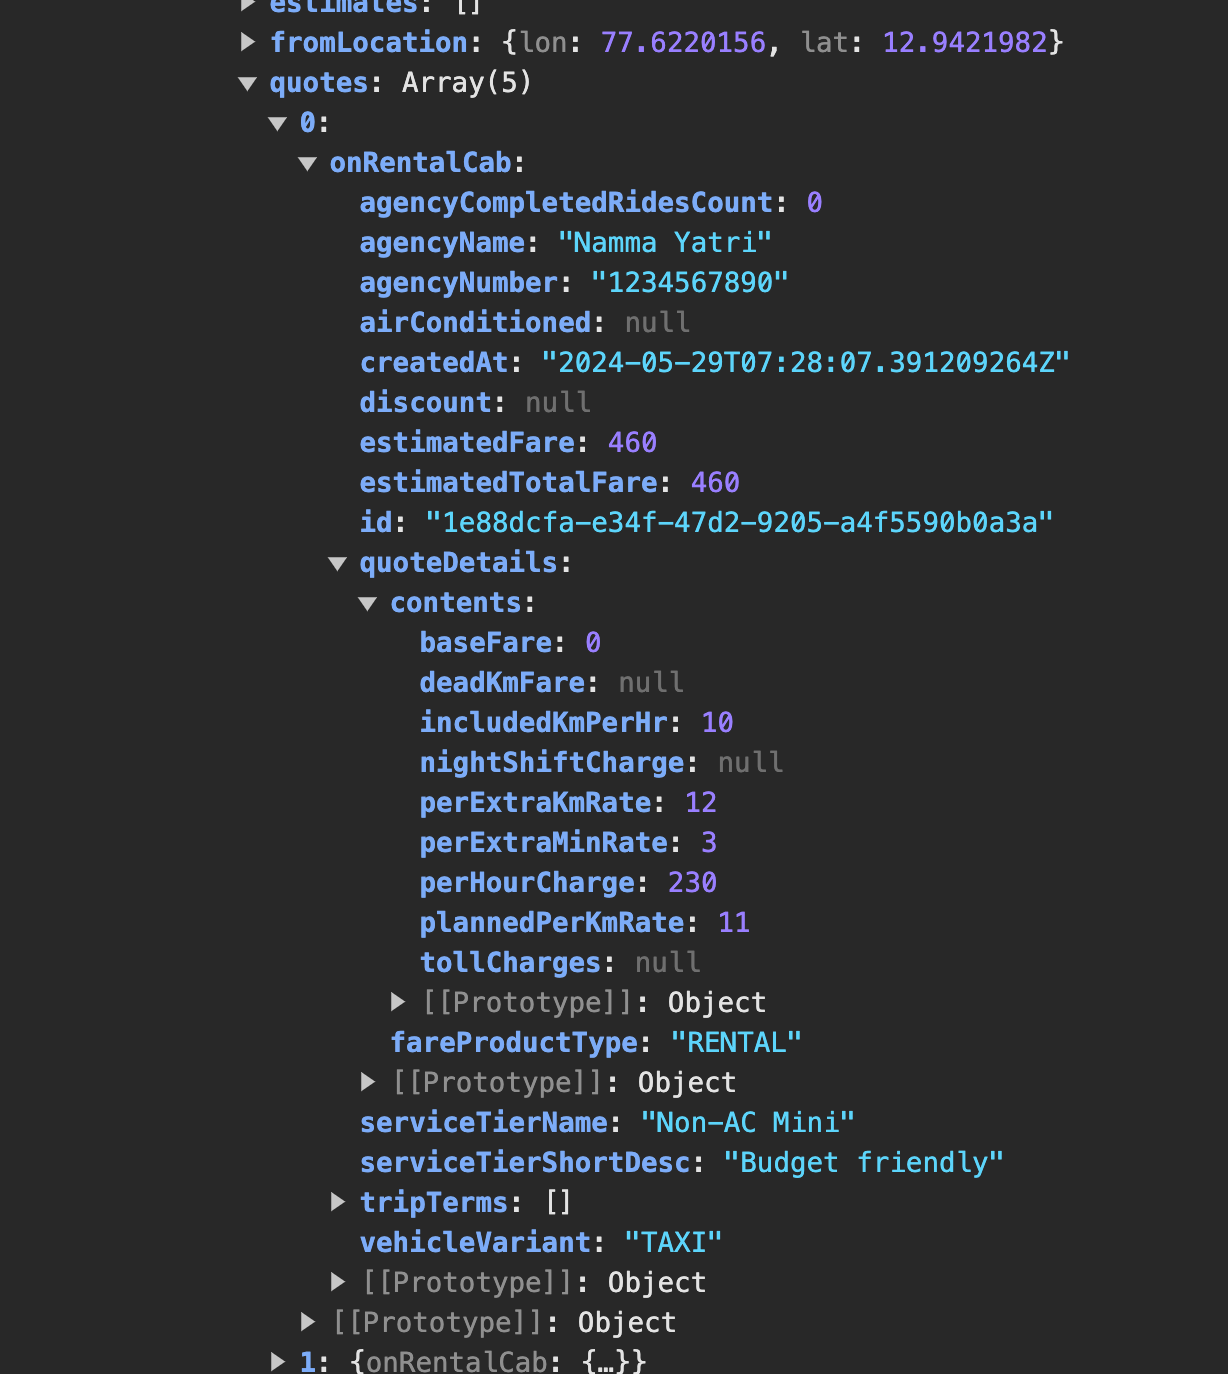 estimates: []
fromLocation: {lon: 77.6220156, lat: 12.9421982}
quotes: Array(5)
0:
onRentalCab:
agencyCompletedRidesCount: 0
agencyName: "Namma Yatri"
agencyNumber: "1234567890"
airConditioned: null
createdAt: "2024-05-29T07:28:07.391209264Z"
discount: null
estimatedFare: 460
estimatedTotalFare: 460
id: "1e88dcfa-e34f-47d2-9205-a4f5590b0a3a"
quoteDetails:
contents:
baseFare: 0
deadKmFare: null
includedKmPerHr: 10
nightShiftCharge: null
perExtraKmRate: 12
perExtraMinRate: 3
perHourCharge: 230
plannedPerKmRate: 11
tollCharges: null
[[Prototype]]: Object
fareProductType: "RENTAL"
[[Prototype]]: Object
serviceTierName: "Non-AC Mini"
serviceTierShortDesc: "Budget friendly"
tripTerms: []
vehicleVariant: "TAXI"
[[Prototype]]: Object
[[Prototype]]: Object
1: {onRentalCab: {…}}